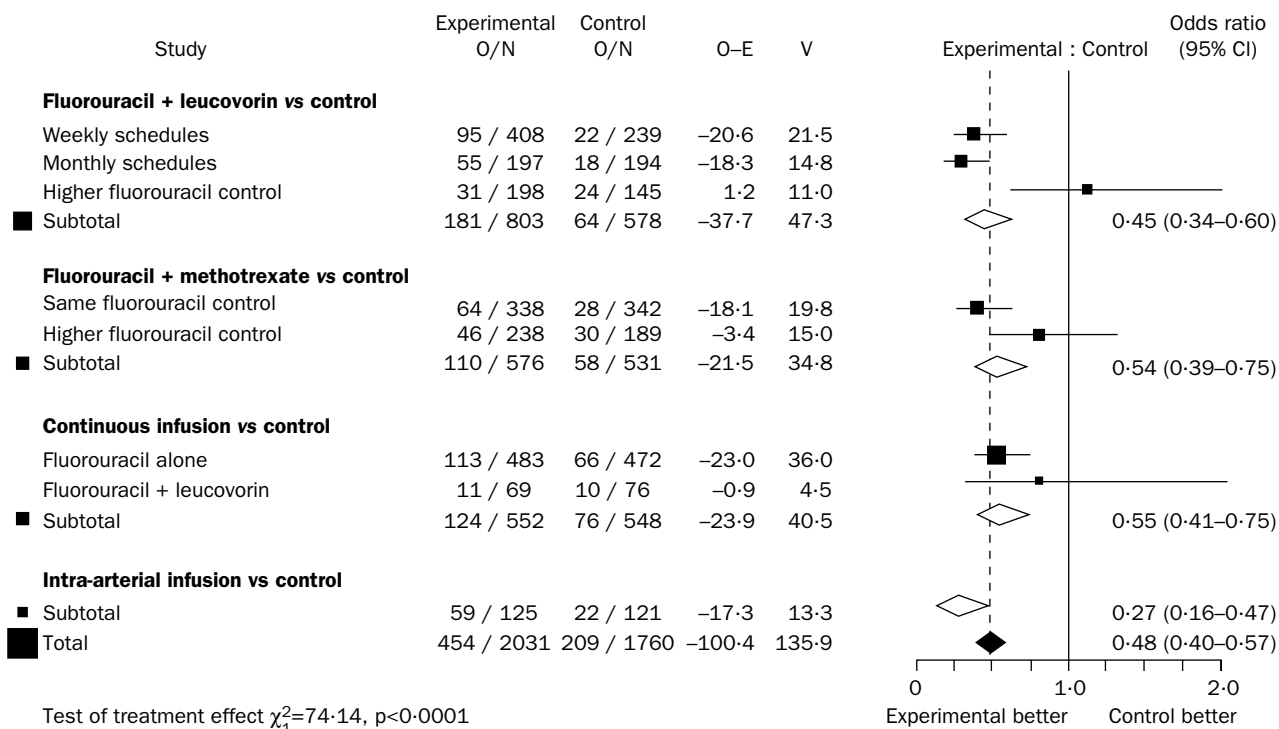 Experimental Control Odds ratio
Study O/N O/N O–E V Experimental : Control (95% CI)
Fluorouracil + leucovorin vs control
Weekly schedules 95 / 408 22 / 239 –20·6 21·5
Monthly schedules 55 / 197 18 / 194 –18·3 14·8
Higher fluorouracil control 31 / 198 24 / 145 1·2 11·0
Subtotal 181 / 803 64 / 578 –37·7 47·3 0·45 (0·34–0·60)
Fluorouracil + methotrexate vs control
Same fluorouracil control 64 / 338 28 / 342 –18·1 19·8
Higher fluorouracil control 46 / 238 30 / 189 –3·4 15·0
Subtotal 110 / 576 58 / 531 –21·5 34·8 0·54 (0·39–0·75)
Continuous infusion vs control
Fluorouracil alone 113 / 483 66 / 472 –23·0 36·0
Fluorouracil + leucovorin 11 / 69 10 / 76 –0·9 4·5
Subtotal 124 / 552 76 / 548 –23·9 40·5 0·55 (0·41–0·75)
Intra-arterial infusion vs control
Subtotal 59 / 125 22 / 121 –17·3 13·3 0·27 (0·16–0·47)
Total 454 / 2031 209 / 1760 –100·4 135·9 0·48 (0·40–0·57)
0 1·0 2·0
Test of treatment effect χ²₁=74·14, p<0·0001 Experimental better Control better